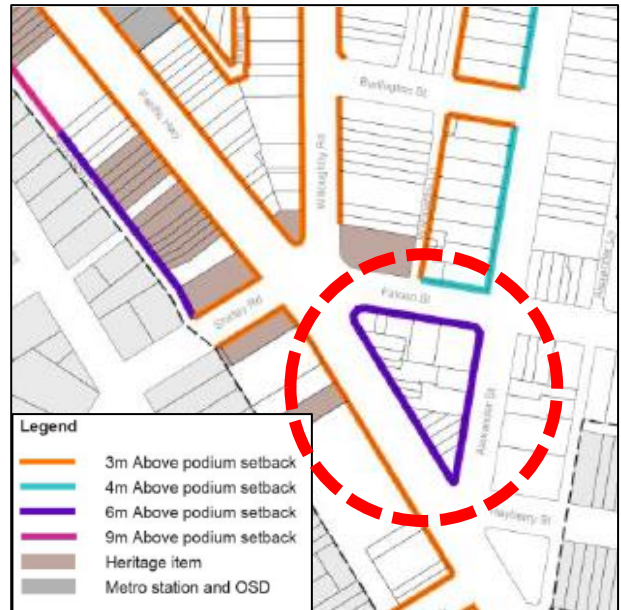 Pacific Hwy
Willoughby Rd
Burlington St
Falcon St
Shirley Rd
Alexander St
Hayberry St
Legend
3m Above podium setback
4m Above podium setback
6m Above podium setback
9m Above podium setback
Heritage item
Metro station and OSD